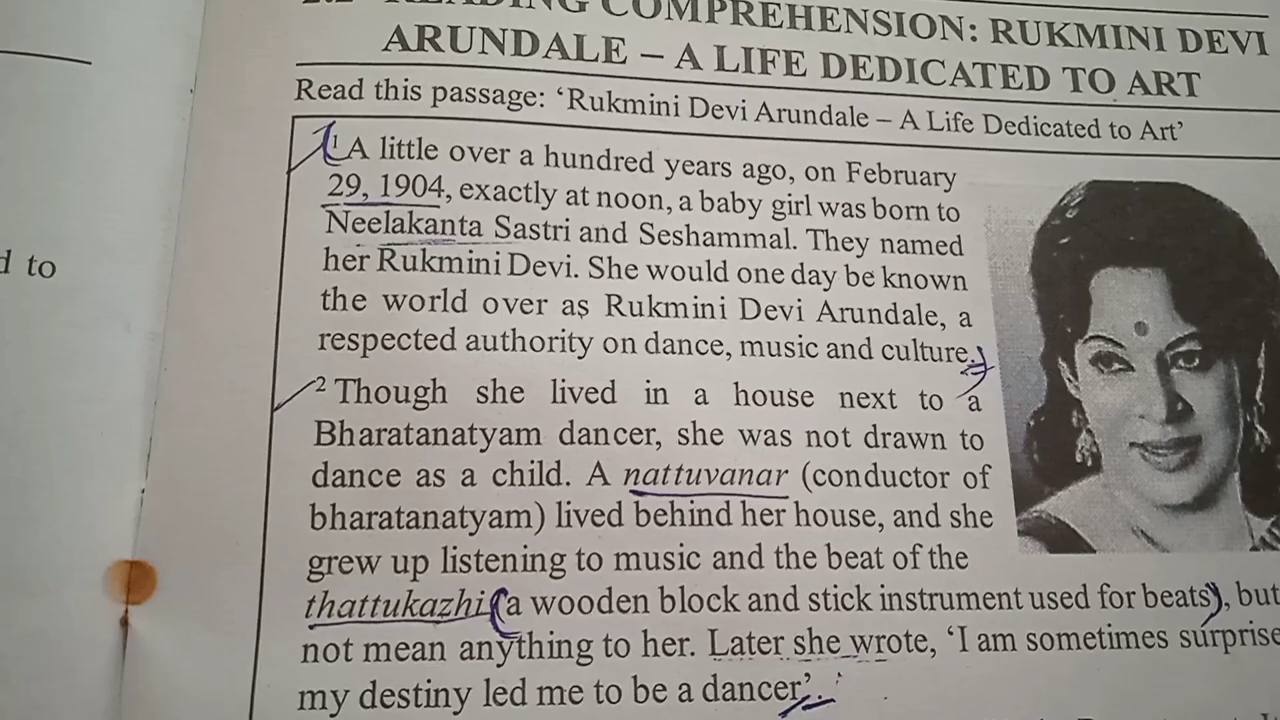 READING COMPREHENSION: RUKMINI DEVI
ARUNDALE – A LIFE DEDICATED TO ART
Read this passage: ‘Rukmini Devi Arundale – A Life Dedicated to Art’
1 A little over a hundred years ago, on February
29, 1904, exactly at noon, a baby girl was born to
Neelakanta Sastri and Seshammal. They named
her Rukmini Devi. She would one day be known
the world over as Rukmini Devi Arundale, a
respected authority on dance, music and culture.
2 Though she lived in a house next to a
Bharatanatyam dancer, she was not drawn to
dance as a child. A nattuvanar (conductor of
bharatanatyam) lived behind her house, and she
grew up listening to music and the beat of the
thattukazhi (a wooden block and stick instrument used for beats), but
not mean anything to her. Later she wrote, ‘I am sometimes surprise
my destiny led me to be a dancer’.
d to